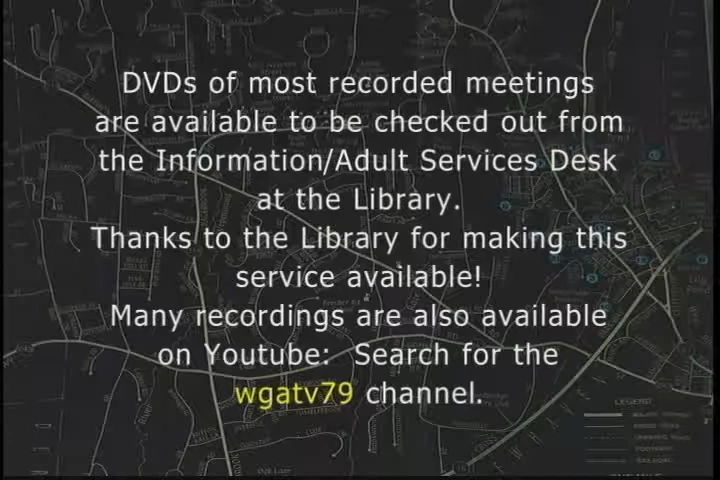 DVDs of most recorded meetings
are available to be checked out from
the Information/Adult Services Desk
at the Library.
Thanks to the Library for making this
service available!
Many recordings are also available
on Youtube:  Search for the
wgatv79 channel.
LEGEND